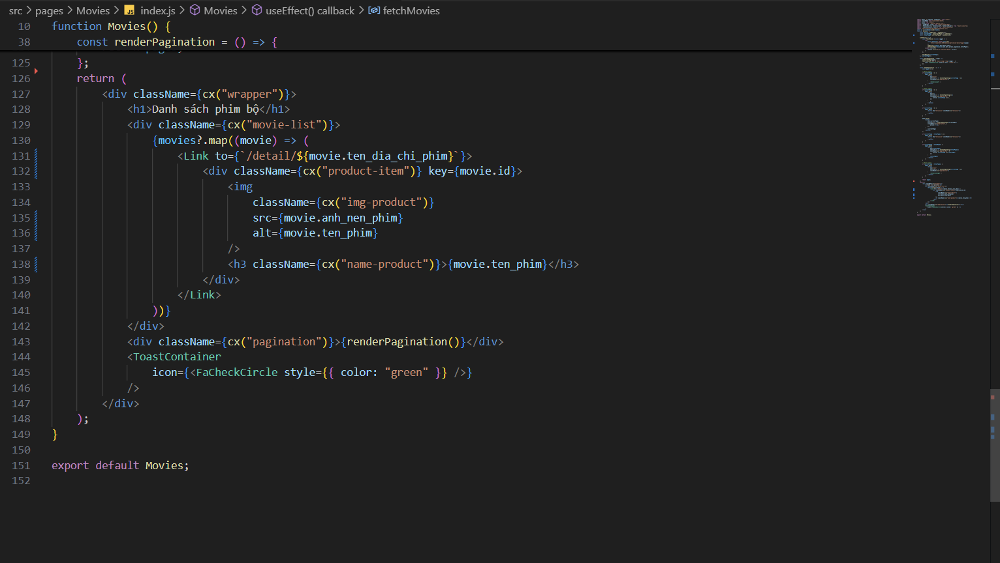 src > pages > Movies > JS index.js > Movies > useEffect() callback > fetchMovies
10 function Movies() {
38 const renderPagination = () => {
125 };
126 return (
127 <div className={cx("wrapper")}>
128 <h1>Danh sách phim bộ</h1>
129 <div className={cx("movie-list")}>
130 {movies?.map((movie) => (
131 <Link to={`/detail/${movie.ten_dia_chi_phim}`}>
132 <div className={cx("product-item")} key={movie.id}>
133 <img
134 className={cx("img-product")}
135 src={movie.anh_nen_phim}
136 alt={movie.ten_phim}
137 />
138 <h3 className={cx("name-product")}>{movie.ten_phim}</h3>
139 </div>
140 </Link>
141 ))}
142 </div>
143 <div className={cx("pagination")}>{renderPagination()}</div>
144 <ToastContainer
145 icon={<FaCheckCircle style={{ color: "green" }} />}
146 />
147 </div>
148 );
149 }
150
151 export default Movies;
152